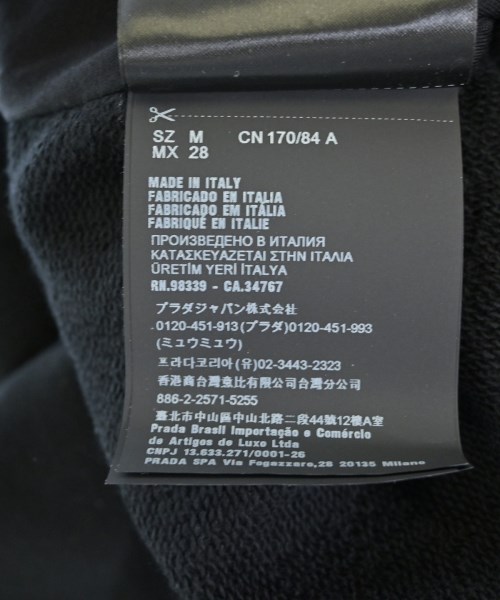 SZ M CN 170/84 A
MX 28
MADE IN ITALY
FABRICADO EN ITALIA
FABRICADO EM ITÁLIA
FABRIQUÉ EN ITALIE
ПРОИЗВЕДЕНО В ИТАЛИЯ
ΚΑΤΑΣΚΕΥΑΖΕΤΑΙ ΣΤΗΝ ΙΤΑΛΙΑ
ÜRETİM YERİ İTALYA
RN.98339 - CA.34767
プラダジャパン株式会社
0120-451-913(プラダ)0120-451-993
(ミュウミュウ)
프라다코리아(유)02-3443-2323
香港商台灣童比有限公司台灣分公司
886-2-2571-5255
臺北市中山區中山北路二段44號12樓A室
Prada Brasil Importação e Comércio
de Artigos de Luxo Ltda
CNPJ 13.633.271/0001-26
PRADA SPA Via Fogazzaro,28 20135 Milano